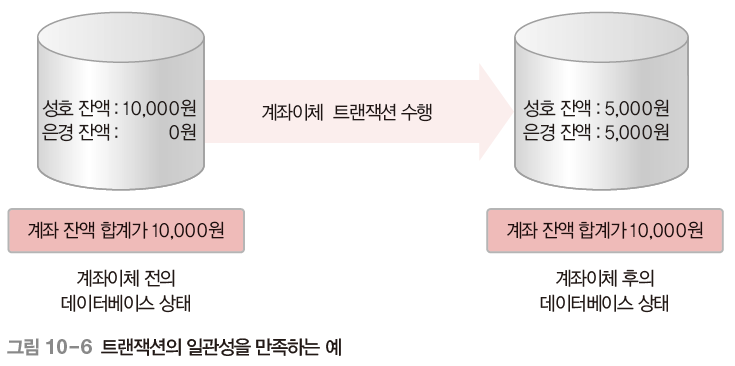 성호 잔액 : 10,000원
은경 잔액 : 0원
계좌이체 트랜잭션 수행
성호 잔액 : 5,000원
은경 잔액 : 5,000원
계좌 잔액 합계가 10,000원
계좌 잔액 합계가 10,000원
계좌이체 전의
데이터베이스 상태
계좌이체 후의
데이터베이스 상태
그림 10-6 트랜잭션의 일관성을 만족하는 예